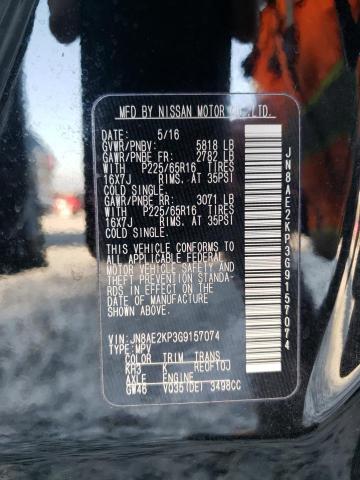 MFD BY NISSAN MOTOR CO.,LTD.
DATE 5/16
GVWR/PNBV: 5818 LB
GAWR/PNBE FR: 2782 LB
WITH P225/65R16 TIRES
16X7J RIMS, AT 35PSI
COLD SINGLE.
GAWR/PNBE RR: 3071 LB
WITH P225/65R16 TIRES
16X7J RIMS, AT 35PSI
COLD SINGLE.
THIS VEHICLE CONFORMS
TO ALL APPLICABLE FEDERAL
MOTOR VEHICLE SAFETY AND
THEFT PREVENTION STANDA-
RDS IN EFFECT ON THE DATE
OF MANUFACTURE
SHOWN ABOVE.
VIN: JN8AE2KP3G9157074
TYPE: MPV
COLOR TRIM TRANS
KH3 K RE0F10J
AXLE ENGINE
GW46 VQ35(DE) 3498CC
JN8AE2KP3G9157074